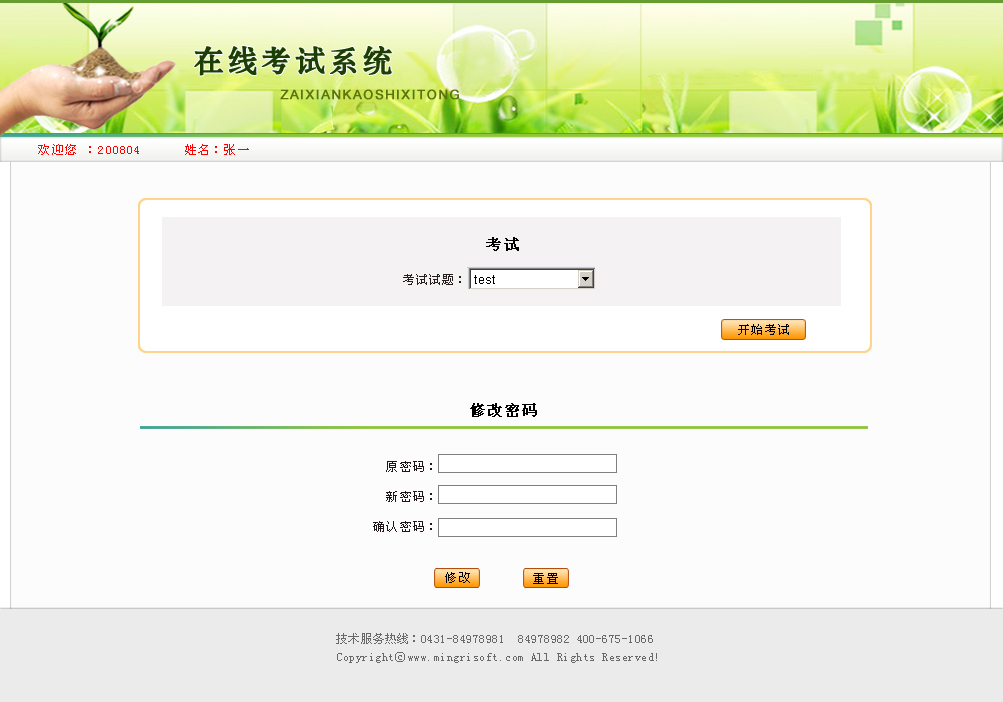 在线考试系统
ZAIXIANKAOSHIXITONG
欢迎您 ：200804 姓名：张一
考试
考试试题： test
开始考试
修改密码
原密码：
新密码：
确认密码：
修改 重置
技术服务热线：0431-84978981 84978982 400-675-1066
Copyrightⓒwww.mingrisoft.com All Rights Reserved!